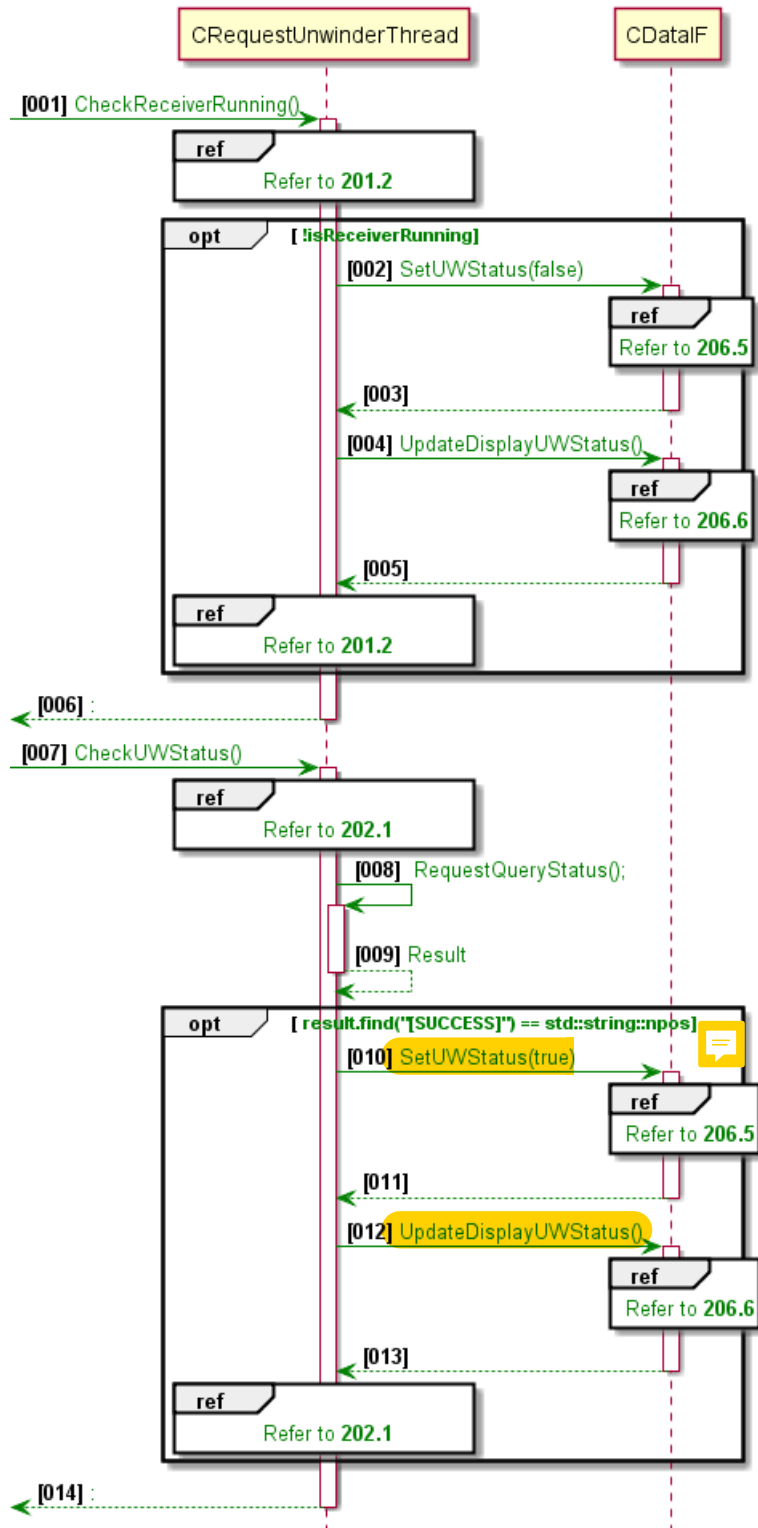 CRequestUnwinderThread
CDataIF
[001] CheckReceiverRunning()
ref
Refer to 201.2
opt
[ !isReceiverRunning]
[002] SetUWStatus(false)
ref
Refer to 206.5
[003]
[004] UpdateDisplayUWStatus()
ref
Refer to 206.6
[005]
ref
Refer to 201.2
[006] :
[007] CheckUWStatus()
ref
Refer to 202.1
[008] RequestQueryStatus();
[009] Result
opt
[ result.find("[SUCCESS]") == std::string::npos]
[010] SetUWStatus(true)
ref
Refer to 206.5
[011]
[012] UpdateDisplayUWStatus()
ref
Refer to 206.6
[013]
ref
Refer to 202.1
[014] :